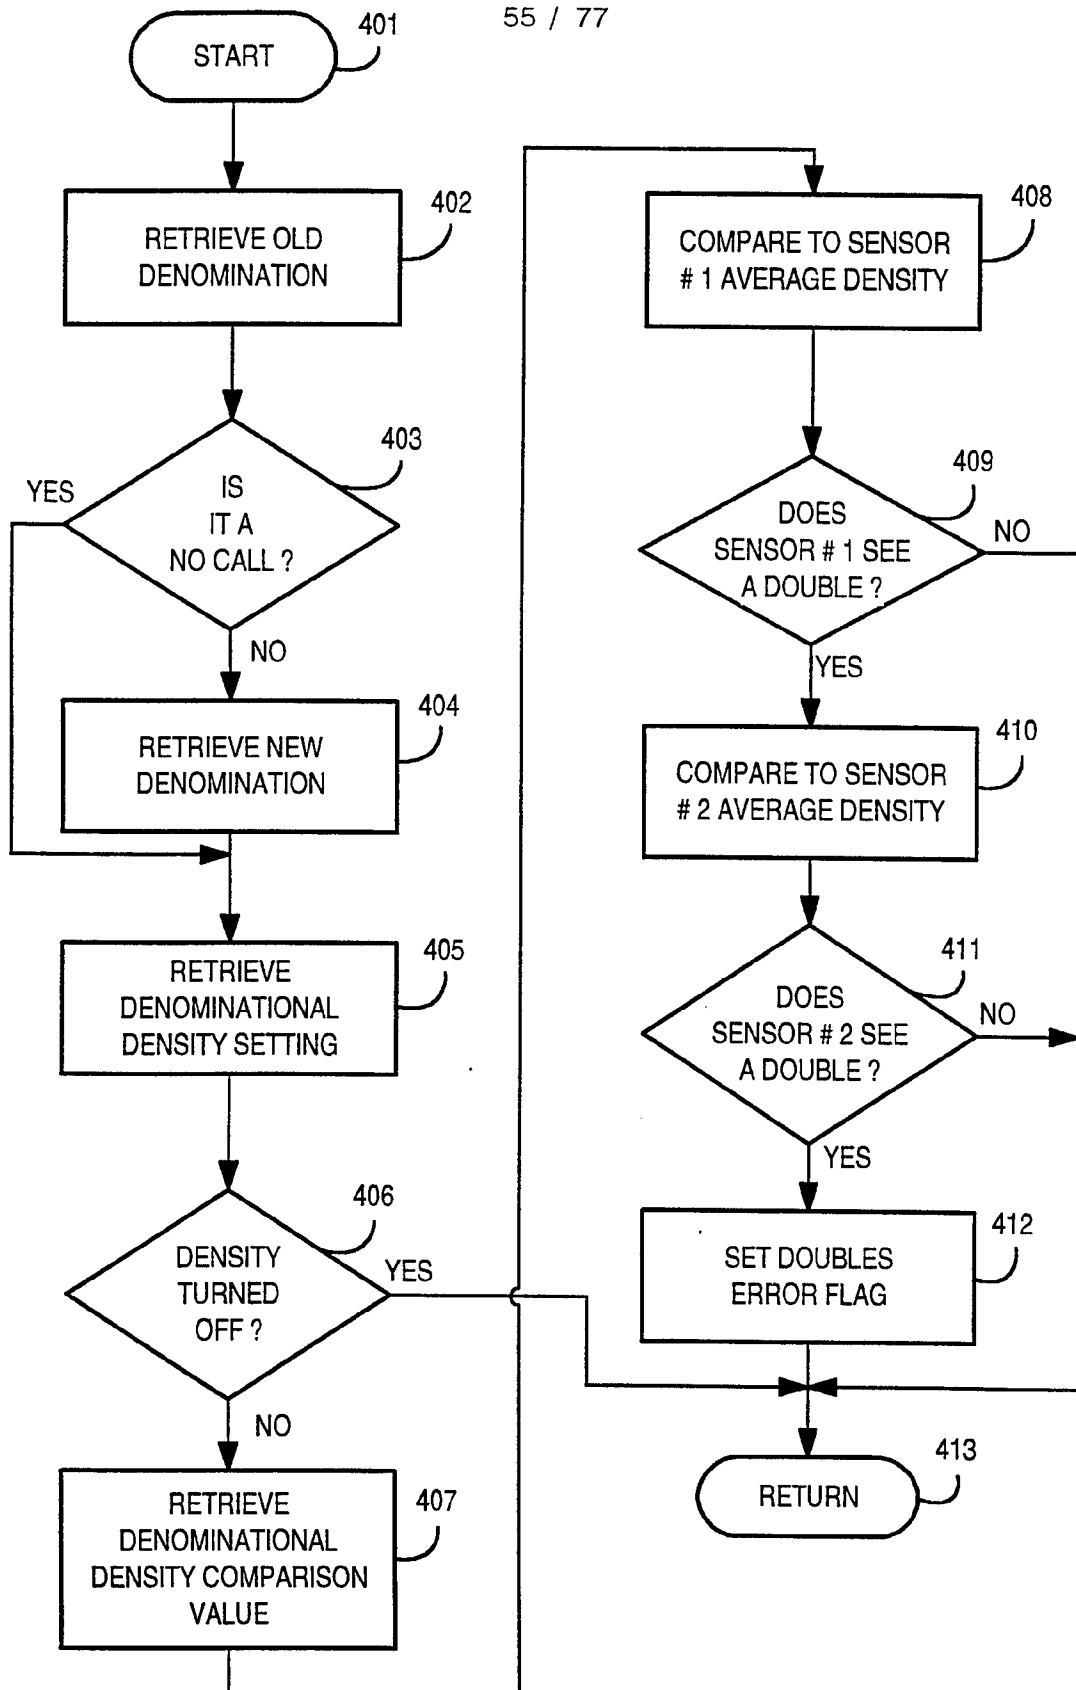 55 / 77
START
401
RETRIEVE OLD
DENOMINATION
402
IS
IT A
NO CALL ?
403
YES
NO
RETRIEVE NEW
DENOMINATION
404
RETRIEVE
DENOMINATIONAL
DENSITY SETTING
405
DENSITY
TURNED
OFF ?
406
YES
NO
RETRIEVE
DENOMINATIONAL
DENSITY COMPARISON
VALUE
407
COMPARE TO SENSOR
# 1 AVERAGE DENSITY
408
DOES
SENSOR # 1 SEE
A DOUBLE ?
409
NO
YES
COMPARE TO SENSOR
# 2 AVERAGE DENSITY
410
DOES
SENSOR # 2 SEE
A DOUBLE ?
411
NO
YES
SET DOUBLES
ERROR FLAG
412
RETURN
413